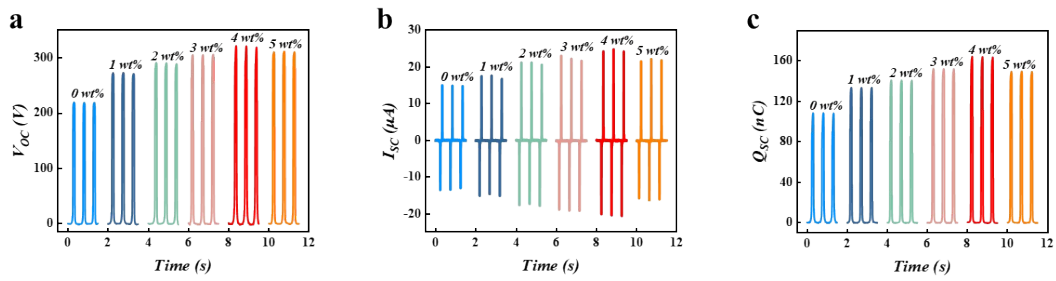 a
V_OC (V)
300
200
100
0
0 wt%
1 wt%
2 wt%
3 wt%
4 wt%
5 wt%
0 2 4 6 8 10 12
Time (s)
b
I_SC (μA)
30
20
10
0
-10
-20
0 wt%
1 wt%
2 wt%
3 wt%
4 wt%
5 wt%
0 2 4 6 8 10 12
Time (s)
c
Q_SC (nC)
160
120
80
40
0
0 wt%
1 wt%
2 wt%
3 wt%
4 wt%
5 wt%
0 2 4 6 8 10 12
Time (s)